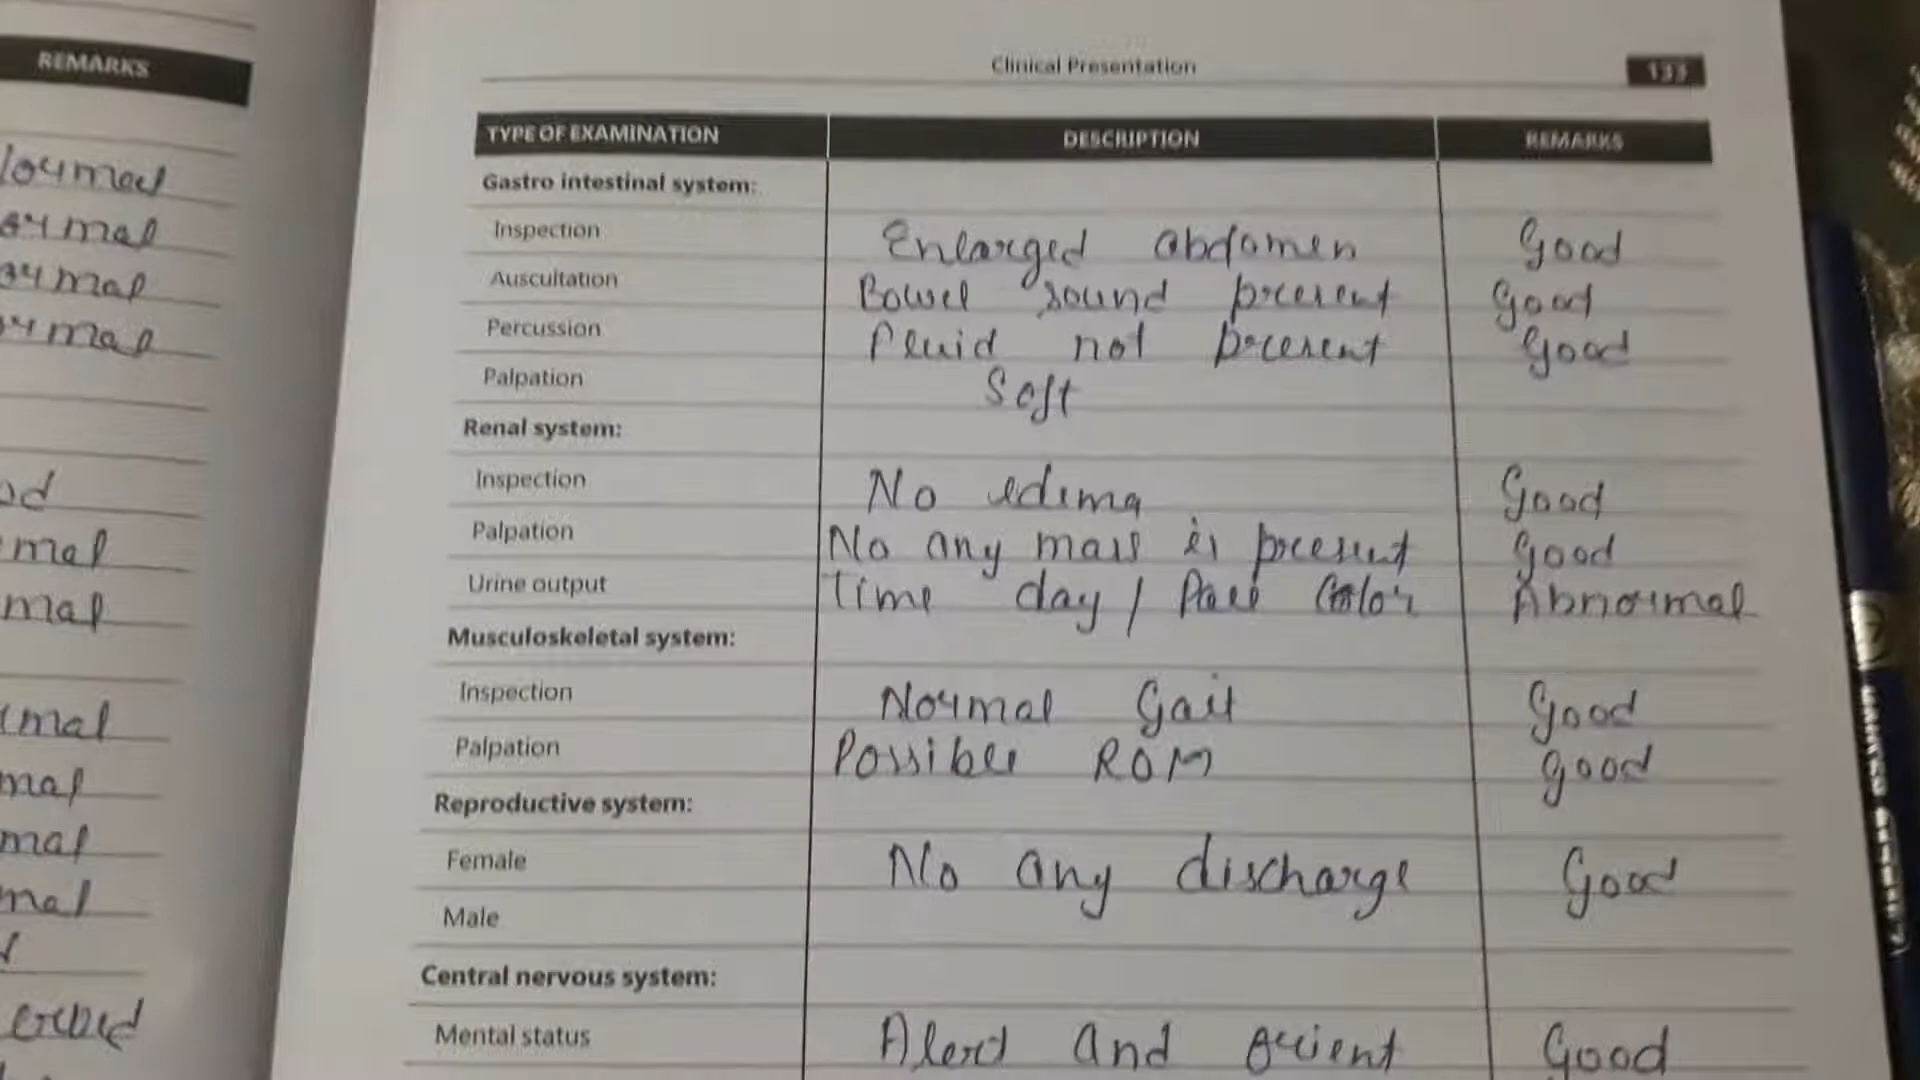 REMARKS
Clinical Presentation
133
TYPE OF EXAMINATION DESCRIPTION REMARKS
Gastro intestinal system:
Inspection Enlarged abdomen Good
Auscultation Bowel sound present Good
Percussion fluid not present Good
Palpation Soft
Renal system:
Inspection No edema Good
Palpation No any mass is present Good
Urine output Time day / Pale Color Abnormal
Musculoskeletal system:
Inspection Normal Gait Good
Palpation Possible ROM Good
Reproductive system:
Female No any discharge Good
Male
Central nervous system:
Mental status Alert and orient Good